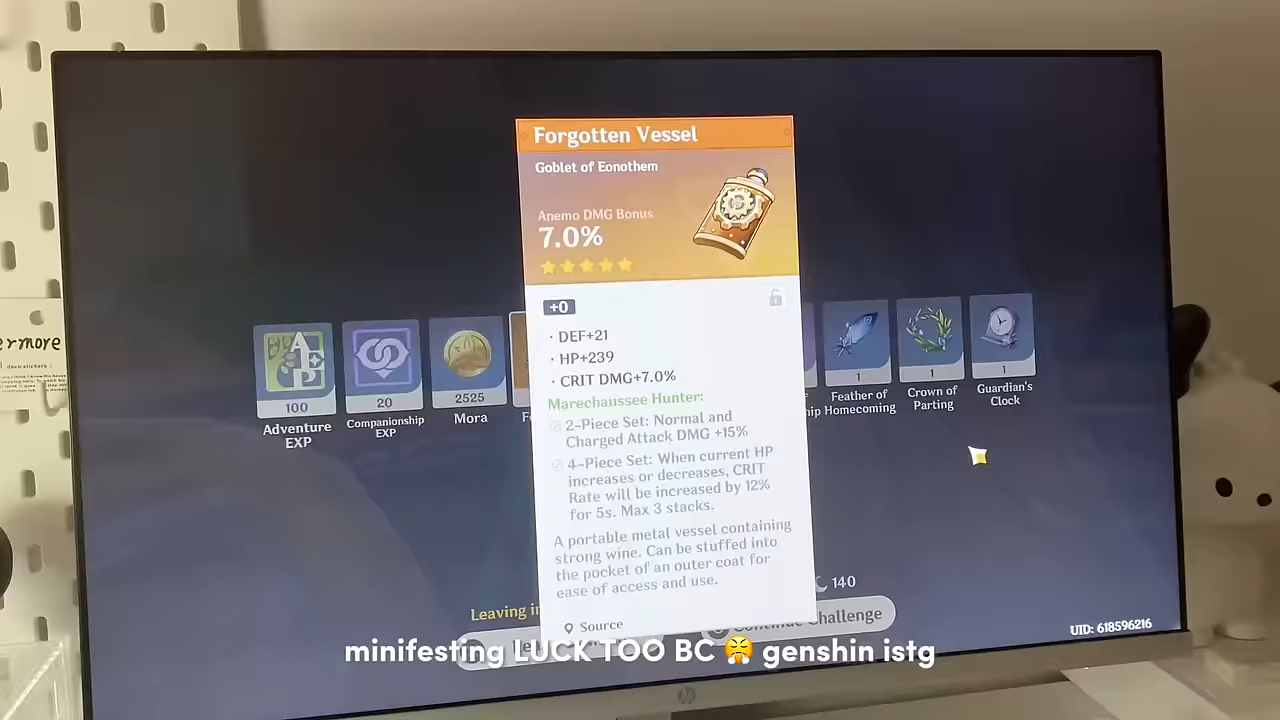 Forgotten Vessel
Goblet of Eonothem
Anemo DMG Bonus
7.0%
+0
· DEF+21
· HP+239
· CRIT DMG+7.0%
Marechaussee Hunter:
2-Piece Set: Normal and
Charged Attack DMG +15%
4-Piece Set: When current HP
increases or decreases, CRIT
Rate will be increased by 12%
for 5s. Max 3 stacks.
A portable metal vessel containing
strong wine. Can be stuffed into
the pocket of an outer coat for
ease of access and use.
Source
100
Adventure
EXP
20
Companionship
EXP
2525
Mora
1
Feather of
Homecoming
1
Crown of
Parting
1
Guardian's
Clock
140
Leaving in
Continue Challenge
UID: 618596216
minifesting LUCK TOO BC 😤 genshin istg
hp
ermore